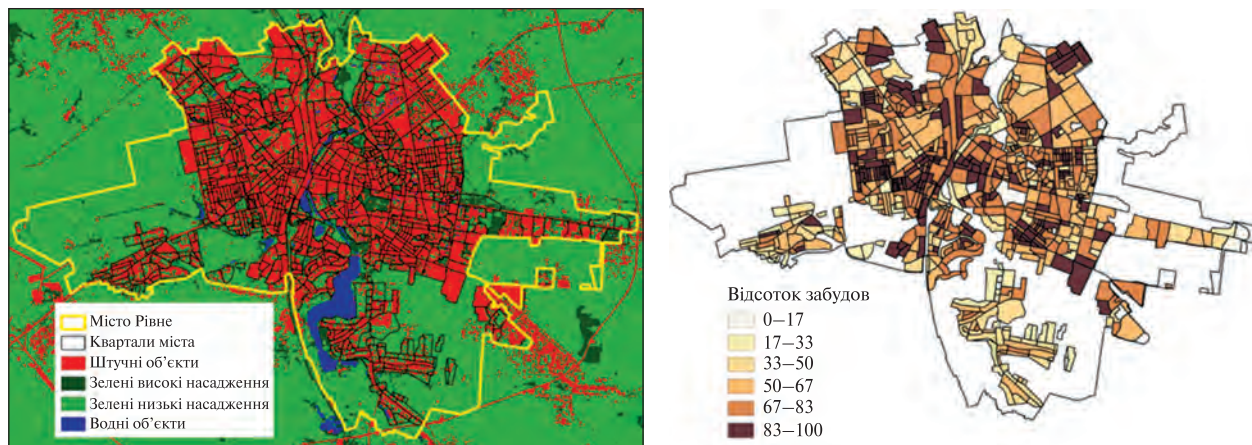 Місто Рівне
Квартали міста
Штучні об’єкти
Зелені високі насадження
Зелені низькі насадження
Водні об’єкти
Відсоток забудов
0–17
17–33
33–50
50–67
67–83
83–100